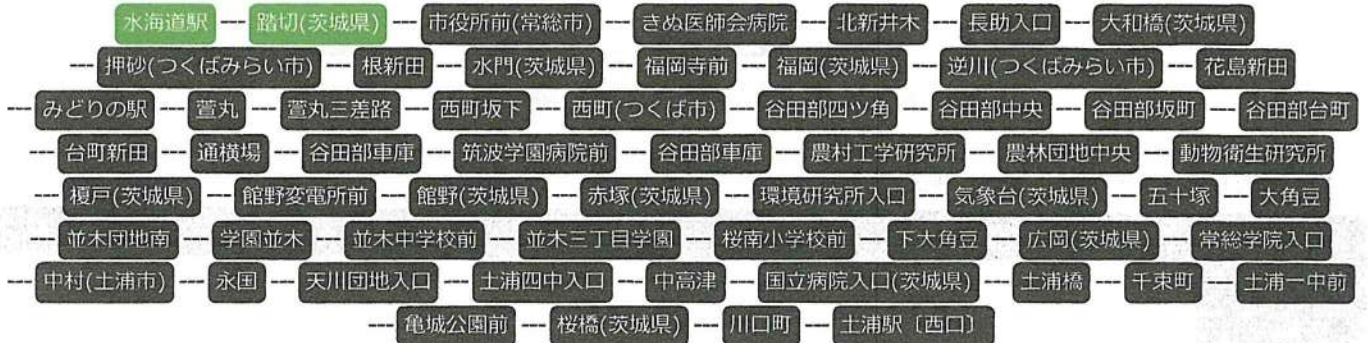 水海道駅 --- 踏切(茨城県) --- 市役所前(常総市) --- きぬ医師会病院 --- 北新井木 --- 長助入口 --- 大和橋(茨城県)
--- 押砂(つくばみらい市) --- 根新田 --- 水門(茨城県) --- 福岡寺前 --- 福岡(茨城県) --- 逆川(つくばみらい市) --- 花島新田
--- みどりの駅 --- 萱丸 --- 萱丸三差路 --- 西町坂下 --- 西町(つくば市) --- 谷田部四ツ角 --- 谷田部中央 --- 谷田部坂町 --- 谷田部台町
--- 台町新田 --- 通横場 --- 谷田部車庫 --- 筑波学園病院前 --- 谷田部車庫 --- 農村工学研究所 --- 農林団地中央 --- 動物衛生研究所
--- 榎戸(茨城県) --- 館野変電所前 --- 館野(茨城県) --- 赤塚(茨城県) --- 環境研究所入口 --- 気象台(茨城県) --- 五十塚 --- 大角豆
--- 並木団地南 --- 学園並木 --- 並木中学校前 --- 並木三丁目学園 --- 桜南小学校前 --- 下大角豆 --- 広岡(茨城県) --- 常総学院入口
--- 中村(土浦市) --- 永国 --- 天川団地入口 --- 土浦四中入口 --- 中高津 --- 国立病院入口(茨城県) --- 土浦橋 --- 千束町 --- 土浦一中前
--- 亀城公園前 --- 桜橋(茨城県) --- 川口町 --- 土浦駅〔西口〕